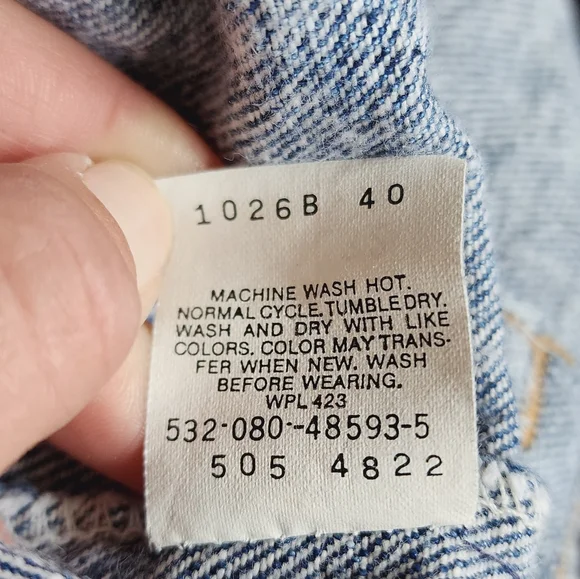 1026B 40
MACHINE WASH HOT.
NORMAL CYCLE.TUMBLE DRY.
WASH AND DRY WITH LIKE
COLORS. COLOR MAY TRANS-
FER WHEN NEW. WASH
BEFORE WEARING.
WPL 423
532-080--48593-5
505 4822